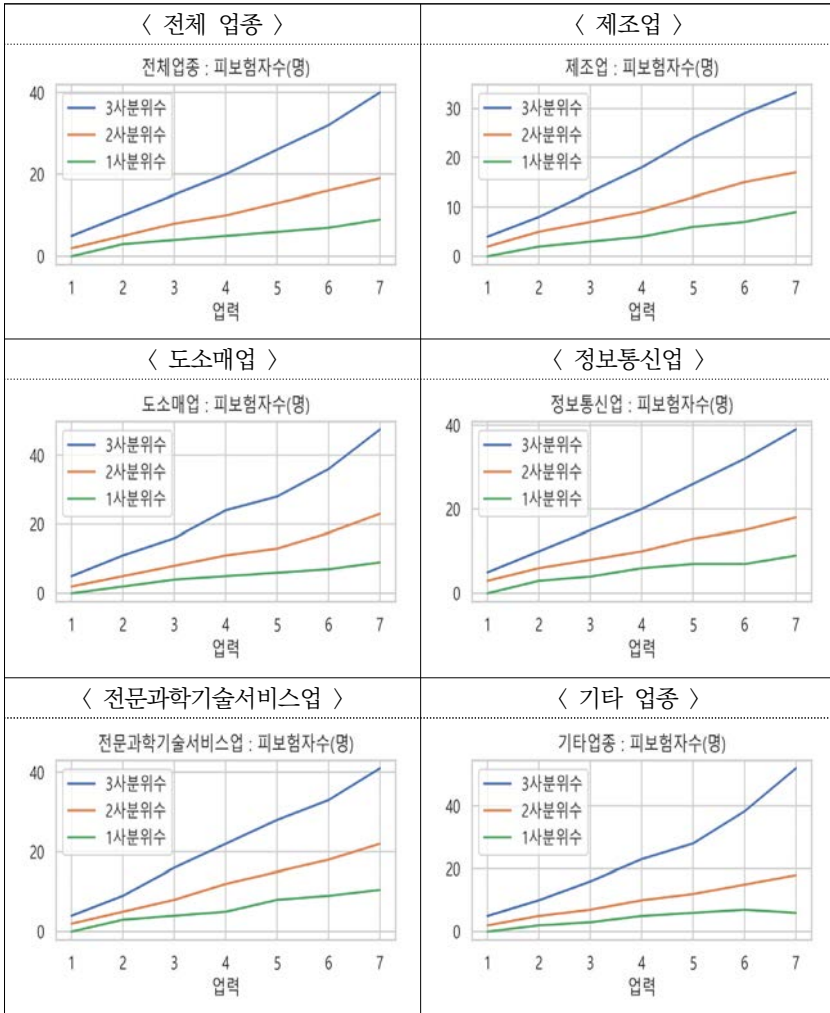 〈 전체 업종 〉
전체업종 : 피보험자수(명)
40
20
0
3사분위수
2사분위수
1사분위수
1 2 3 4 5 6 7
업력
〈 제조업 〉
제조업 : 피보험자수(명)
30
20
10
0
3사분위수
2사분위수
1사분위수
1 2 3 4 5 6 7
업력
〈 도소매업 〉
도소매업 : 피보험자수(명)
40
20
0
3사분위수
2사분위수
1사분위수
1 2 3 4 5 6 7
업력
〈 정보통신업 〉
정보통신업 : 피보험자수(명)
40
20
0
3사분위수
2사분위수
1사분위수
1 2 3 4 5 6 7
업력
〈 전문과학기술서비스업 〉
전문과학기술서비스업 : 피보험자수(명)
40
20
0
3사분위수
2사분위수
1사분위수
1 2 3 4 5 6 7
업력
〈 기타 업종 〉
기타업종 : 피보험자수(명)
40
20
0
3사분위수
2사분위수
1사분위수
1 2 3 4 5 6 7
업력